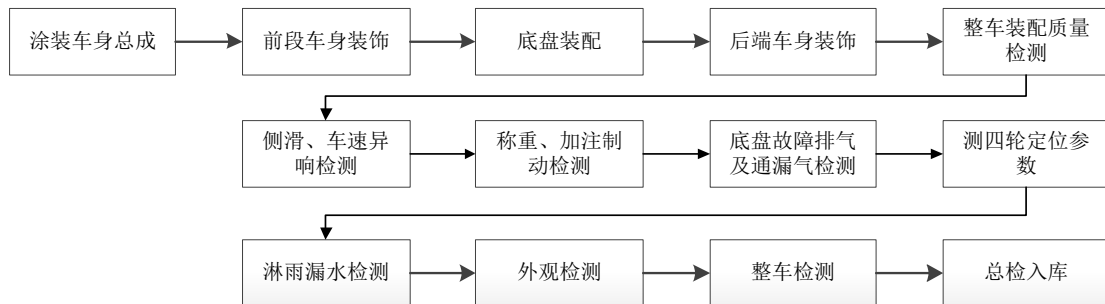 涂装车身总成
前段车身装饰
底盘装配
后端车身装饰
整车装配质量
检测
侧滑、车速异
响检测
称重、加注制
动检测
底盘故障排气
及通漏气检测
测四轮定位参
数
淋雨漏水检测
外观检测
整车检测
总检入库